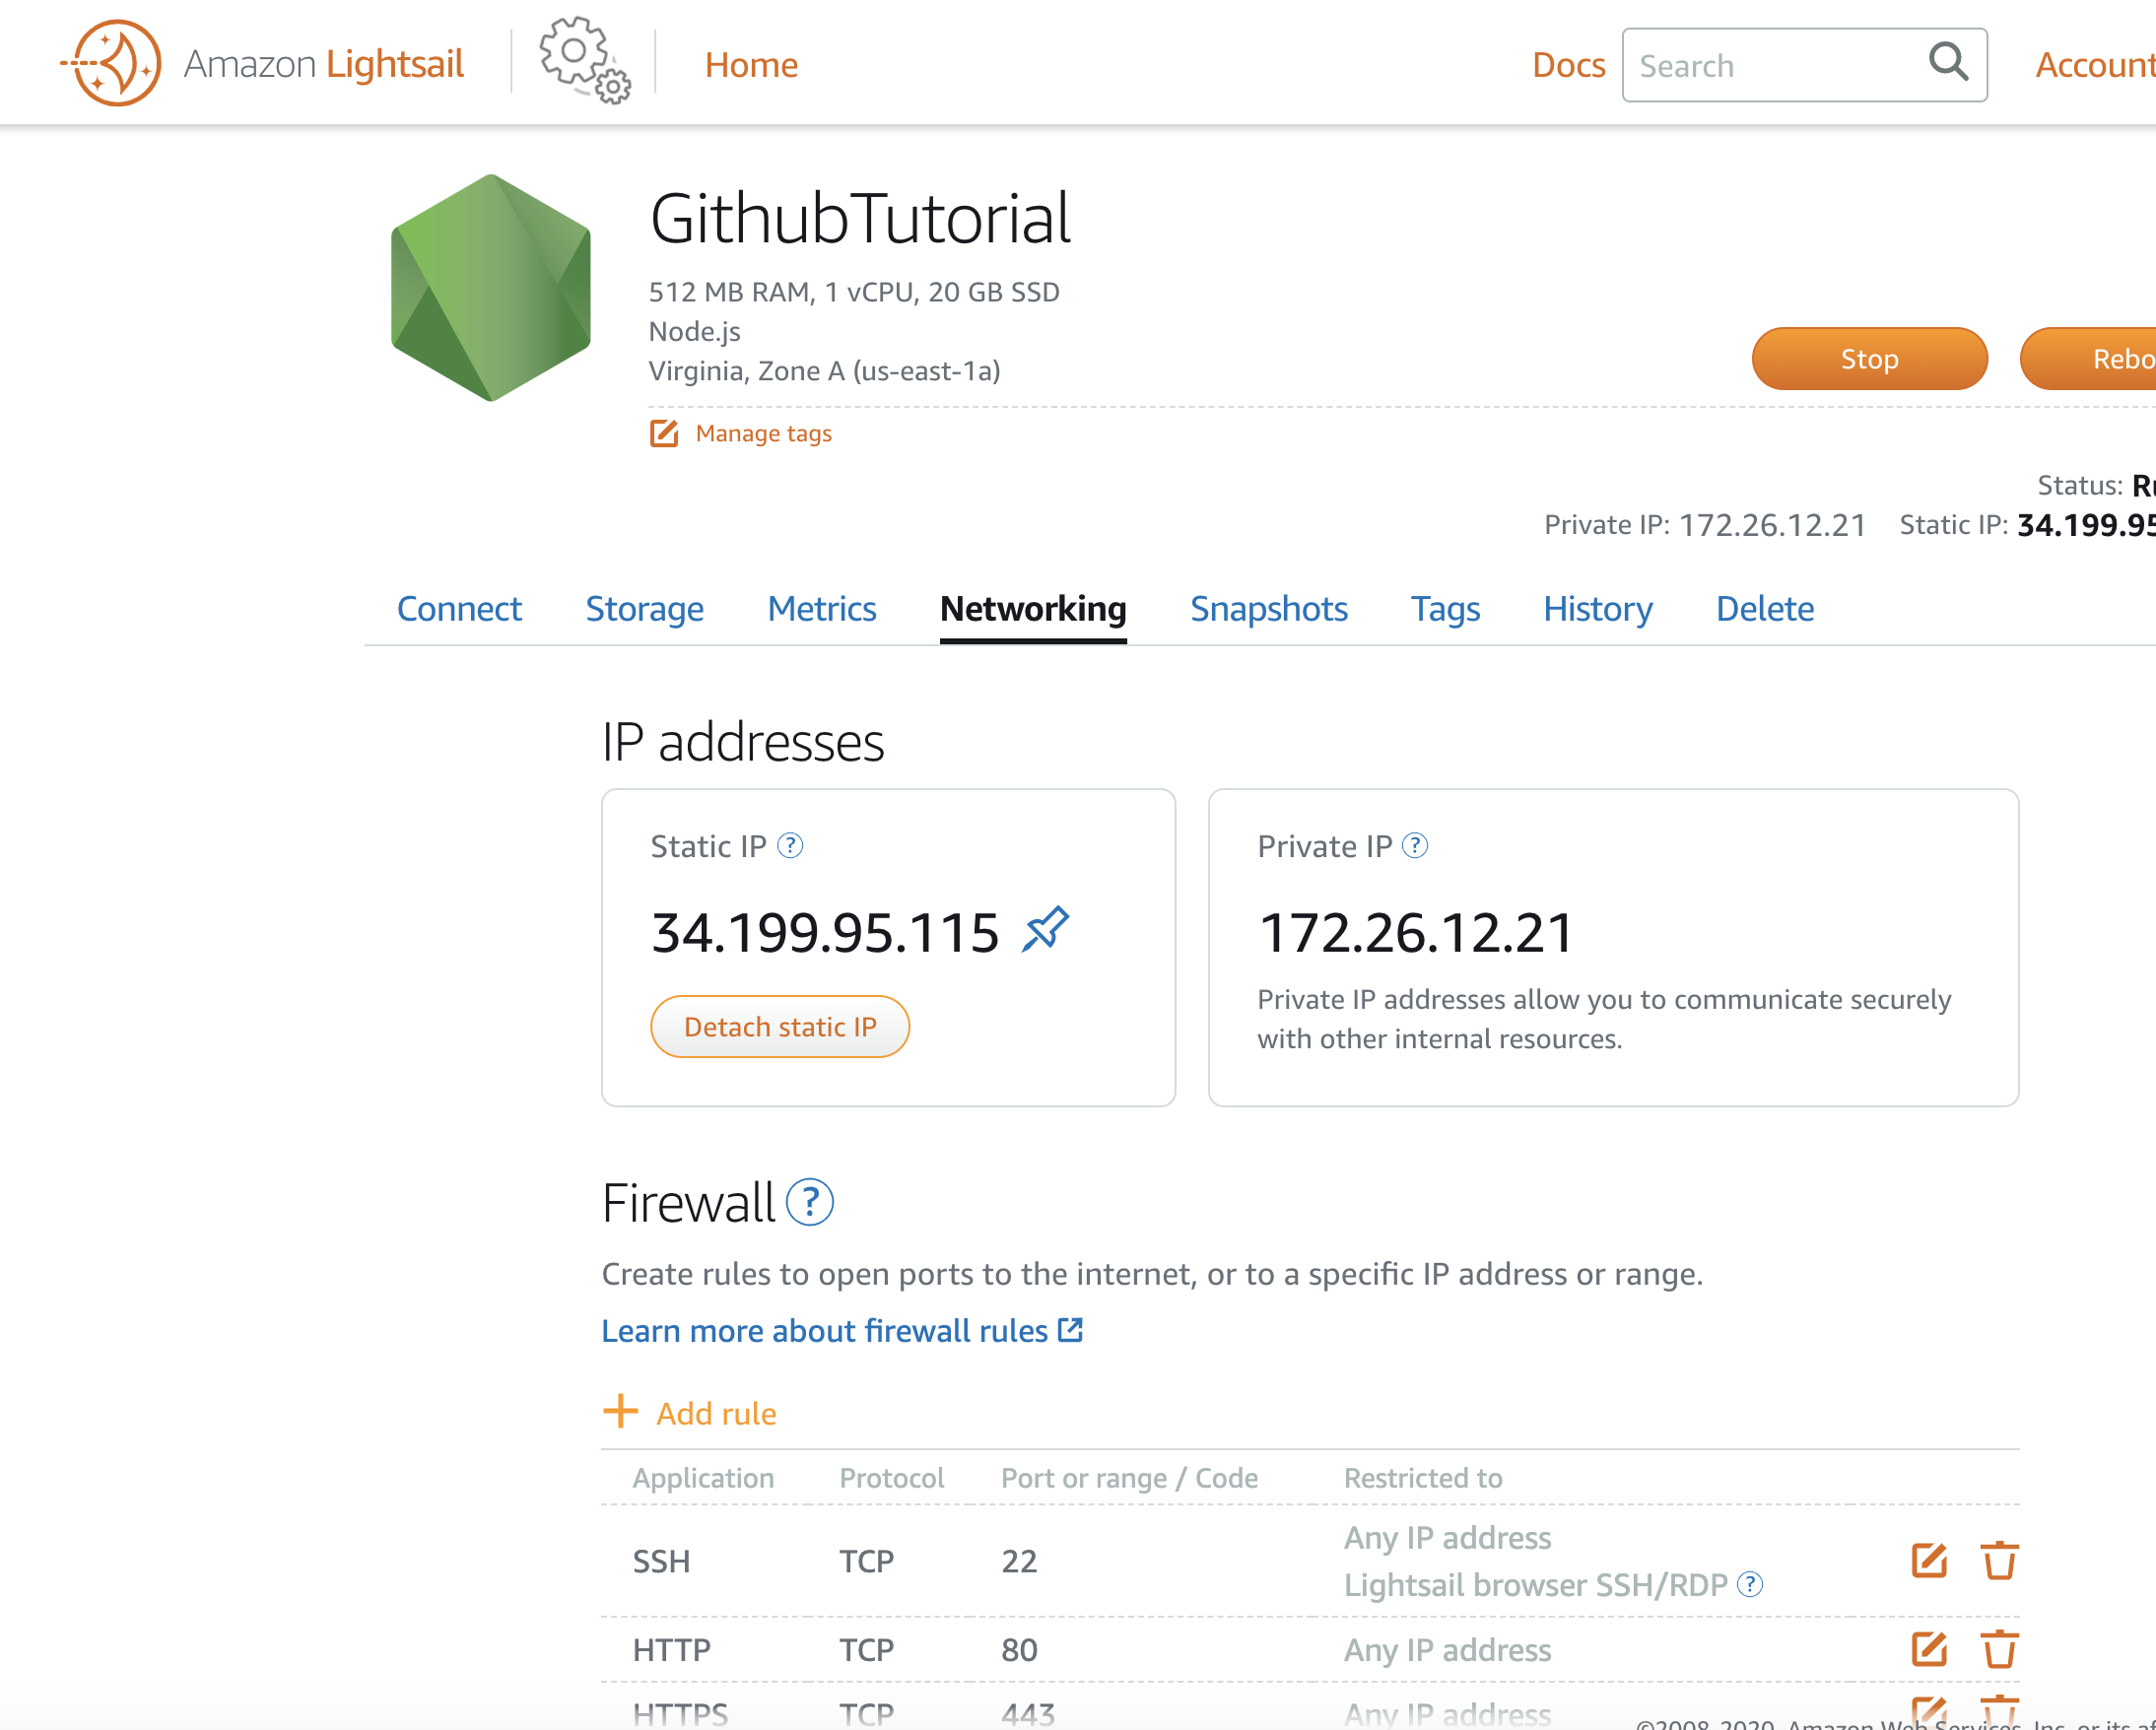 Amazon Lightsail
Home
Docs
Search
Account
GithubTutorial
512 MB RAM, 1 vCPU, 20 GB SSD
Node.js
Virginia, Zone A (us-east-1a)
Stop
Rebo
Manage tags
Status: Ru
Private IP: 172.26.12.21 Static IP: 34.199.95
Connect Storage Metrics Networking Snapshots Tags History Delete
IP addresses
Static IP ?
34.199.95.115
Detach static IP
Private IP ?
172.26.12.21
Private IP addresses allow you to communicate securely
with other internal resources.
Firewall ?
Create rules to open ports to the internet, or to a specific IP address or range.
Learn more about firewall rules
+ Add rule
Application Protocol Port or range / Code Restricted to
SSH TCP 22 Any IP address
Lightsail browser SSH/RDP ?
HTTP TCP 80 Any IP address
HTTPS TCP 443 Any IP address
©2008-2020, Amazon Web Services, Inc. or its a